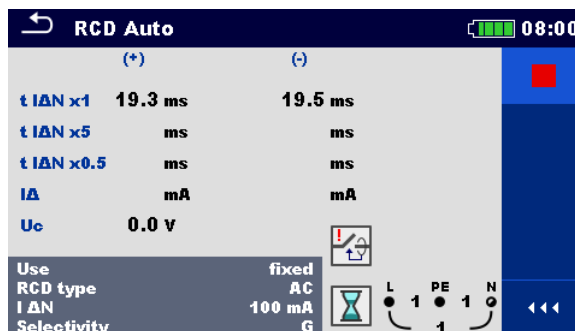 RCD Auto 08:00
(+) (-)
t IΔN x1 19.3 ms 19.5 ms
t IΔN x5 ms ms
t IΔN x0.5 ms ms
IΔ mA mA
Uc 0.0 V
!
Use fixed
RCD type AC
I ΔN 100 mA
Selectivity G
L PE N
1 1
1